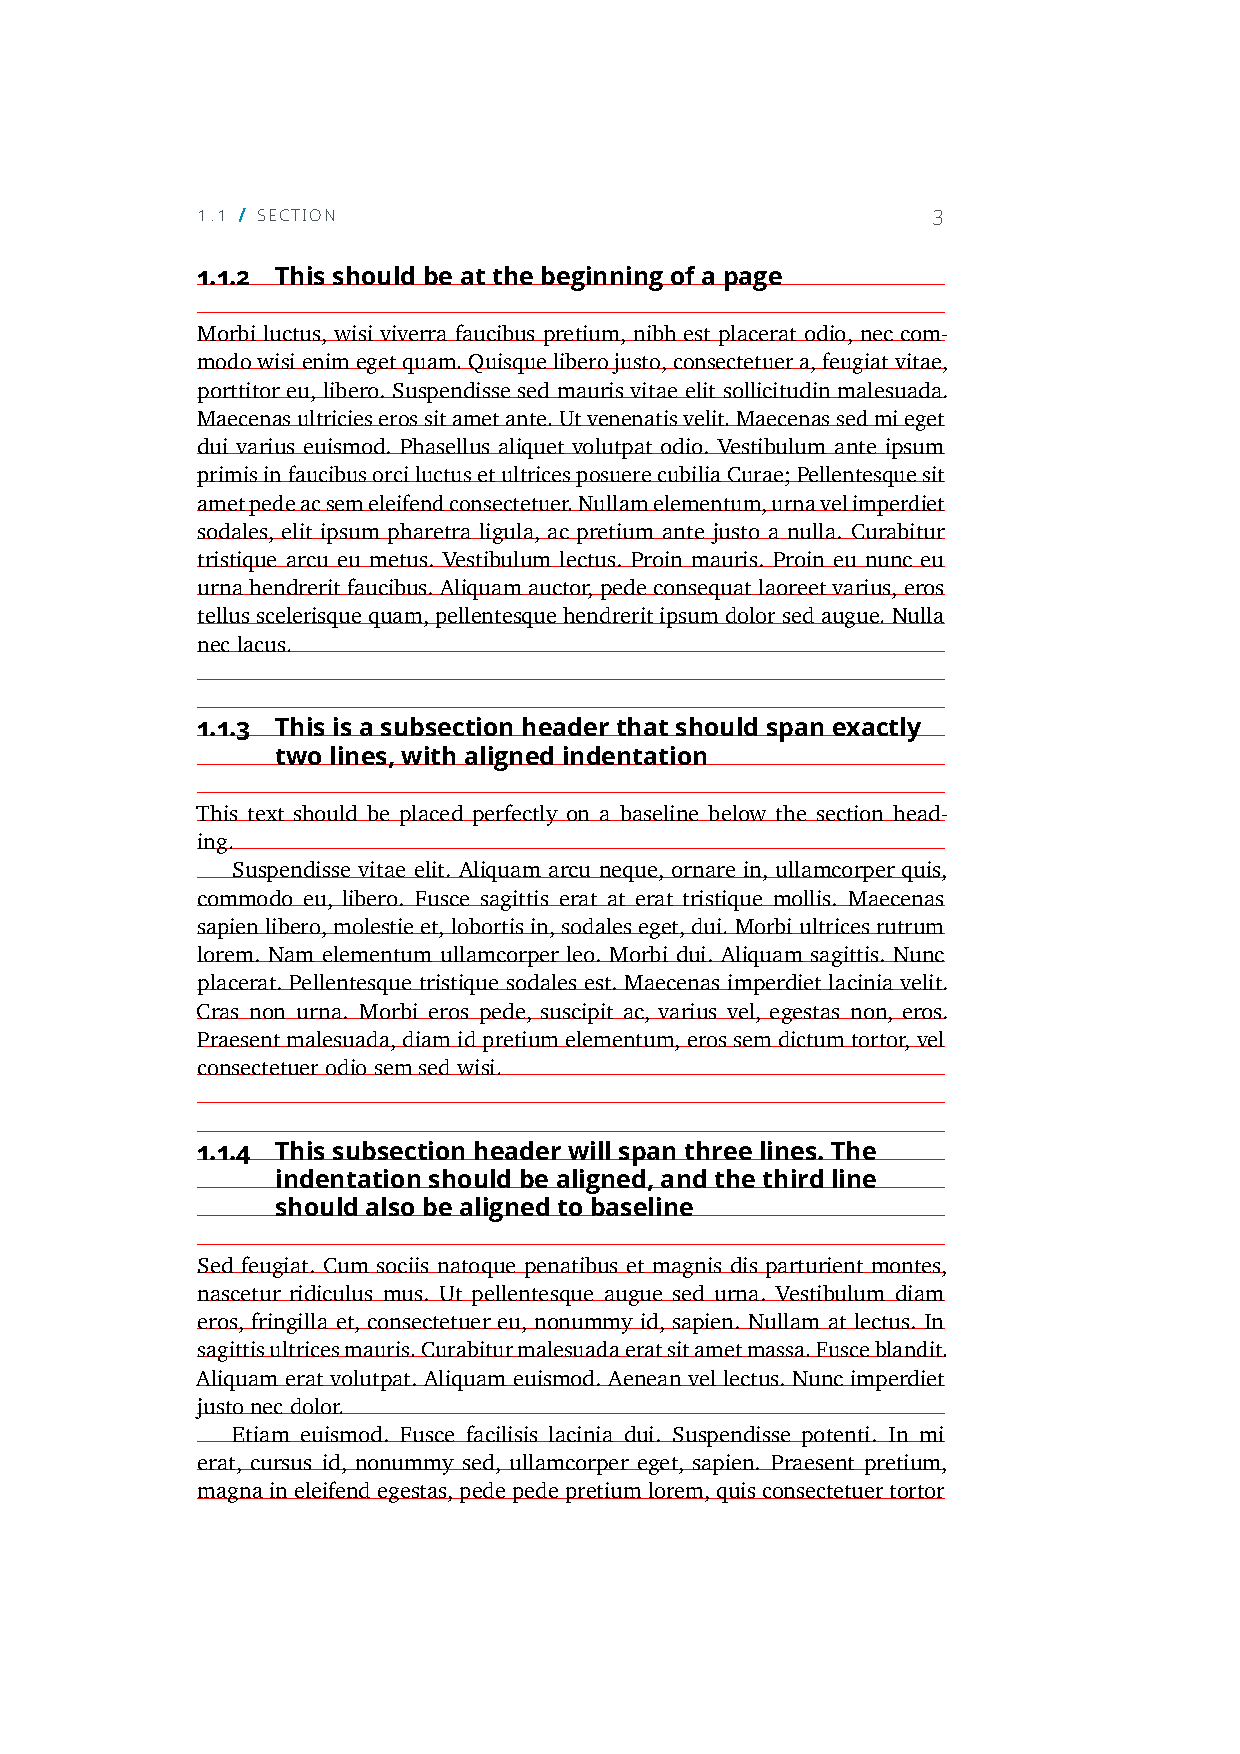 1.1 / SECTION 3
1.1.2 This should be at the beginning of a page
Morbi luctus, wisi viverra faucibus pretium, nibh est placerat odio, nec com-
modo wisi enim eget quam. Quisque libero justo, consectetuer a, feugiat vitae,
porttitor eu, libero. Suspendisse sed mauris vitae elit sollicitudin malesuada.
Maecenas ultricies eros sit amet ante. Ut venenatis velit. Maecenas sed mi eget
dui varius euismod. Phasellus aliquet volutpat odio. Vestibulum ante ipsum
primis in faucibus orci luctus et ultrices posuere cubilia Curae; Pellentesque sit
amet pede ac sem eleifend consectetuer. Nullam elementum, urna vel imperdiet
sodales, elit ipsum pharetra ligula, ac pretium ante justo a nulla. Curabitur
tristique arcu eu metus. Vestibulum lectus. Proin mauris. Proin eu nunc eu
urna hendrerit faucibus. Aliquam auctor, pede consequat laoreet varius, eros
tellus scelerisque quam, pellentesque hendrerit ipsum dolor sed augue. Nulla
nec lacus.
1.1.3 This is a subsection header that should span exactly
two lines, with aligned indentation
This text should be placed perfectly on a baseline below the section head-
ing.
Suspendisse vitae elit. Aliquam arcu neque, ornare in, ullamcorper quis,
commodo eu, libero. Fusce sagittis erat at erat tristique mollis. Maecenas
sapien libero, molestie et, lobortis in, sodales eget, dui. Morbi ultrices rutrum
lorem. Nam elementum ullamcorper leo. Morbi dui. Aliquam sagittis. Nunc
placerat. Pellentesque tristique sodales est. Maecenas imperdiet lacinia velit.
Cras non urna. Morbi eros pede, suscipit ac, varius vel, egestas non, eros.
Praesent malesuada, diam id pretium elementum, eros sem dictum tortor, vel
consectetuer odio sem sed wisi.
1.1.4 This subsection header will span three lines. The
indentation should be aligned, and the third line
should also be aligned to baseline
Sed feugiat. Cum sociis natoque penatibus et magnis dis parturient montes,
nascetur ridiculus mus. Ut pellentesque augue sed urna. Vestibulum diam
eros, fringilla et, consectetuer eu, nonummy id, sapien. Nullam at lectus. In
sagittis ultrices mauris. Curabitur malesuada erat sit amet massa. Fusce blandit.
Aliquam erat volutpat. Aliquam euismod. Aenean vel lectus. Nunc imperdiet
justo nec dolor.
Etiam euismod. Fusce facilisis lacinia dui. Suspendisse potenti. In mi
erat, cursus id, nonummy sed, ullamcorper eget, sapien. Praesent pretium,
magna in eleifend egestas, pede pede pretium lorem, quis consectetuer tortor